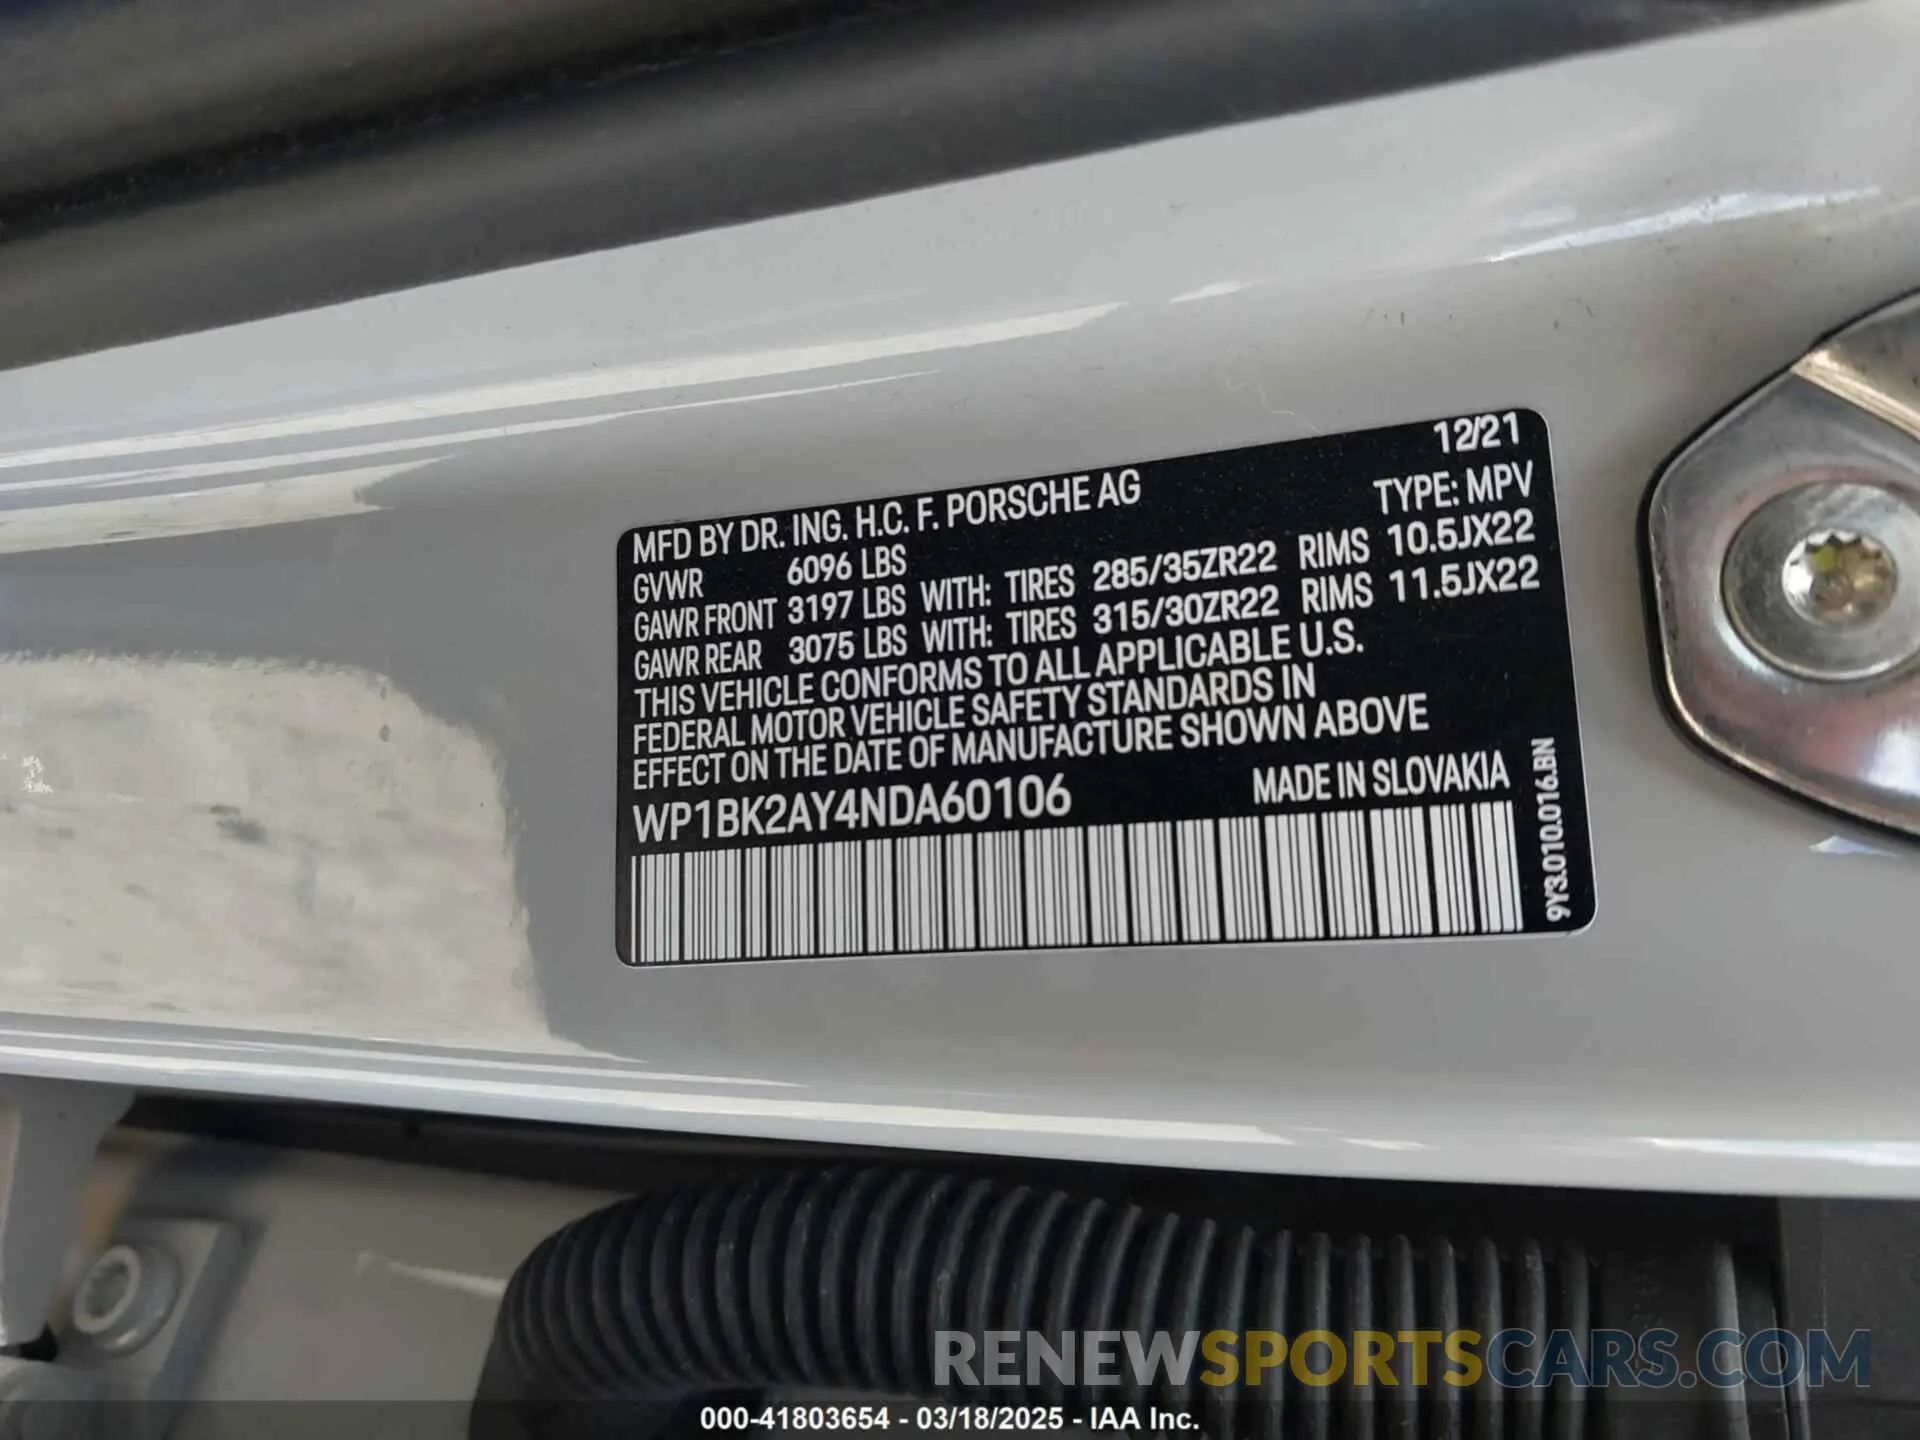 12/21
MFD BY DR. ING. H.C. F. PORSCHE AG TYPE: MPV
GVWR 6096 LBS
GAWR FRONT 3197 LBS WITH: TIRES 285/35ZR22 RIMS 10.5JX22
GAWR REAR 3075 LBS WITH: TIRES 315/30ZR22 RIMS 11.5JX22
THIS VEHICLE CONFORMS TO ALL APPLICABLE U.S.
FEDERAL MOTOR VEHICLE SAFETY STANDARDS IN
EFFECT ON THE DATE OF MANUFACTURE SHOWN ABOVE
WP1BK2AY4NDA60106 MADE IN SLOVAKIA
9Y3.010.016.BN
RENEWSPORTSCARS.COM
000-41803654 - 03/18/2025 - IAA Inc.